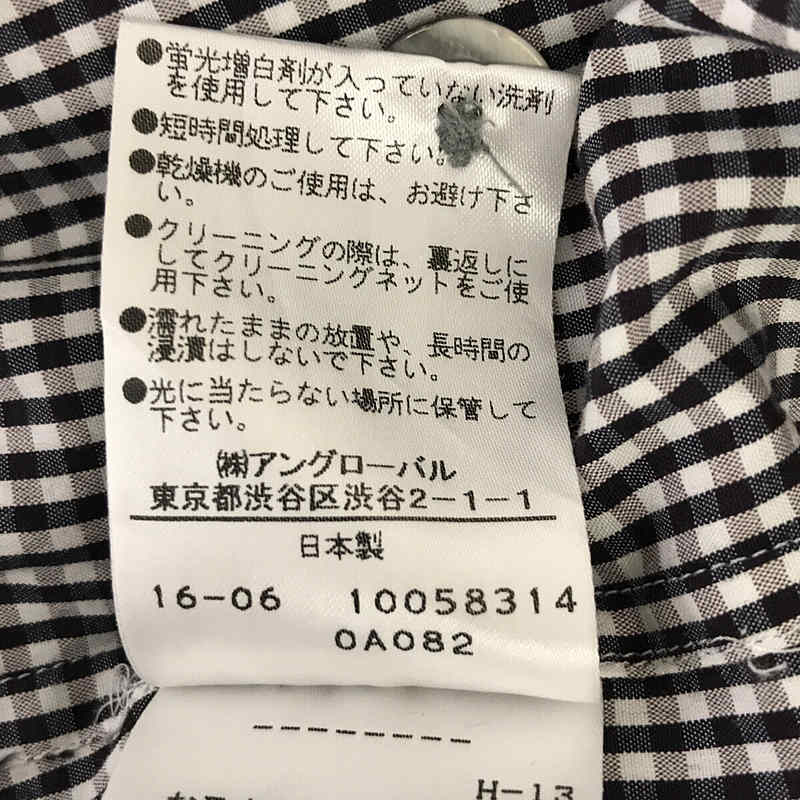 ●蛍光増白剤が入っていない洗剤
を使用して下さい。
●短時間処理して下さい。
●乾燥機のご使用は、お避け下さ
い。
●クリーニングの際は、裏返しに
してクリーニングネットをご使
用下さい。
●濡れたままの放置や、長時間の
浸漬はしないで下さい。
●光に当たらない場所に保管して
下さい。
㈱アングローバル
東京都渋谷区渋谷2-1-1
日本製
16-06 10058314
0A082
--------
H-13